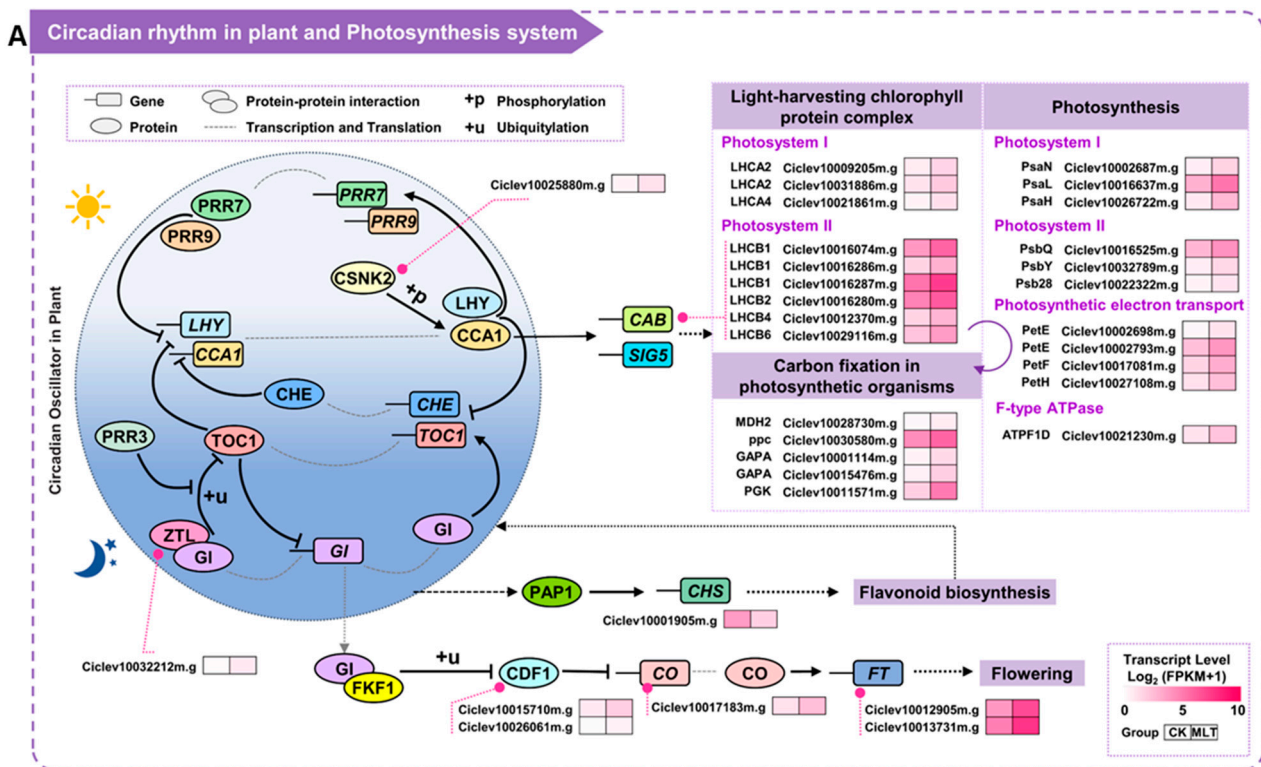 A
Circadian rhythm in plant and Photosynthesis system
Gene
Protein-protein interaction
+p Phosphorylation
Protein
Transcription and Translation
+u Ubiquitylation
Circadian Oscillator in Plant
PRR7
PRR9
PRR7
PRR9
Ciclev10025880m.g
CSNK2
+p
LHY
CCA1
LHY
CCA1
CAB
SIG5
CHE
CHE
TOC1
PRR3
TOC1
+u
ZTL
GI
GI
GI
Ciclev10032212m.g
PAP1
CHS
Flavonoid biosynthesis
Ciclev10001905m.g
GI
FKF1
+u
CDF1
CO
CO
FT
Flowering
Ciclev10015710m.g
Ciclev10026061m.g
Ciclev10017183m.g
Ciclev10012905m.g
Ciclev10013731m.g
Light-harvesting chlorophyll
protein complex
Photosystem I
LHCA2 Ciclev10009205m.g
LHCA2 Ciclev10031886m.g
LHCA4 Ciclev10021861m.g
Photosystem II
LHCB1 Ciclev10016074m.g
LHCB1 Ciclev10016286m.g
LHCB1 Ciclev10016287m.g
LHCB2 Ciclev10016280m.g
LHCB4 Ciclev10012370m.g
LHCB6 Ciclev10029116m.g
Carbon fixation in
photosynthetic organisms
MDH2 Ciclev10028730m.g
ppc Ciclev10030580m.g
GAPA Ciclev10001114m.g
GAPA Ciclev10015476m.g
PGK Ciclev10011571m.g
Photosynthesis
Photosystem I
PsaN Ciclev10002687m.g
PsaL Ciclev10016637m.g
PsaH Ciclev10026722m.g
Photosystem II
PsbQ Ciclev10016525m.g
PsbY Ciclev10032789m.g
Psb28 Ciclev10022322m.g
Photosynthetic electron transport
PetE Ciclev10002698m.g
PetE Ciclev10002793m.g
PetF Ciclev10017081m.g
PetH Ciclev10027108m.g
F-type ATPase
ATPF1D Ciclev10021230m.g
Transcript Level
Log₂ (FPKM+1)
0 5 10
Group CK MLT